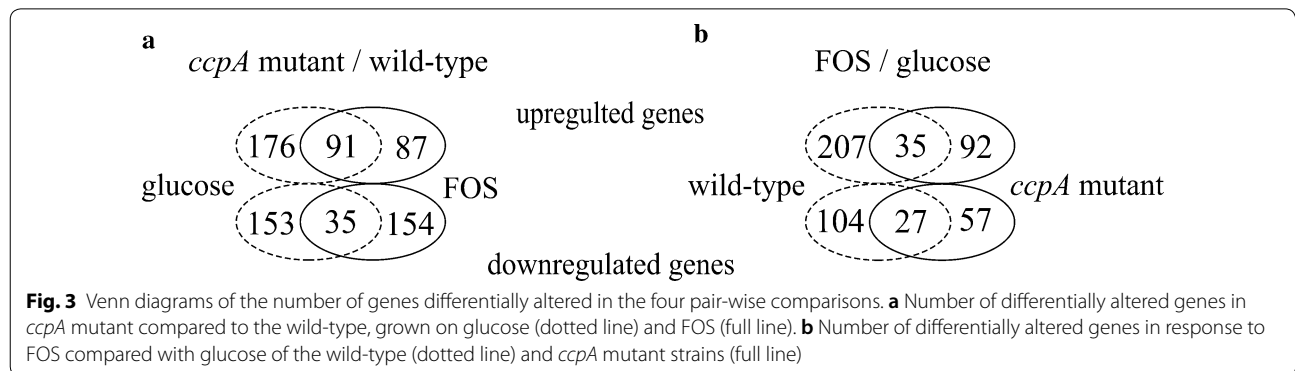 a
ccpA mutant / wild-type
b
FOS / glucose
upregulted genes
176 91 87
207 35 92
glucose
FOS
wild-type
ccpA mutant
153 35 154
104 27 57
downregulated genes
Fig. 3 Venn diagrams of the number of genes differentially altered in the four pair-wise comparisons. a Number of differentially altered genes in
ccpA mutant compared to the wild-type, grown on glucose (dotted line) and FOS (full line). b Number of differentially altered genes in response to
FOS compared with glucose of the wild-type (dotted line) and ccpA mutant strains (full line)